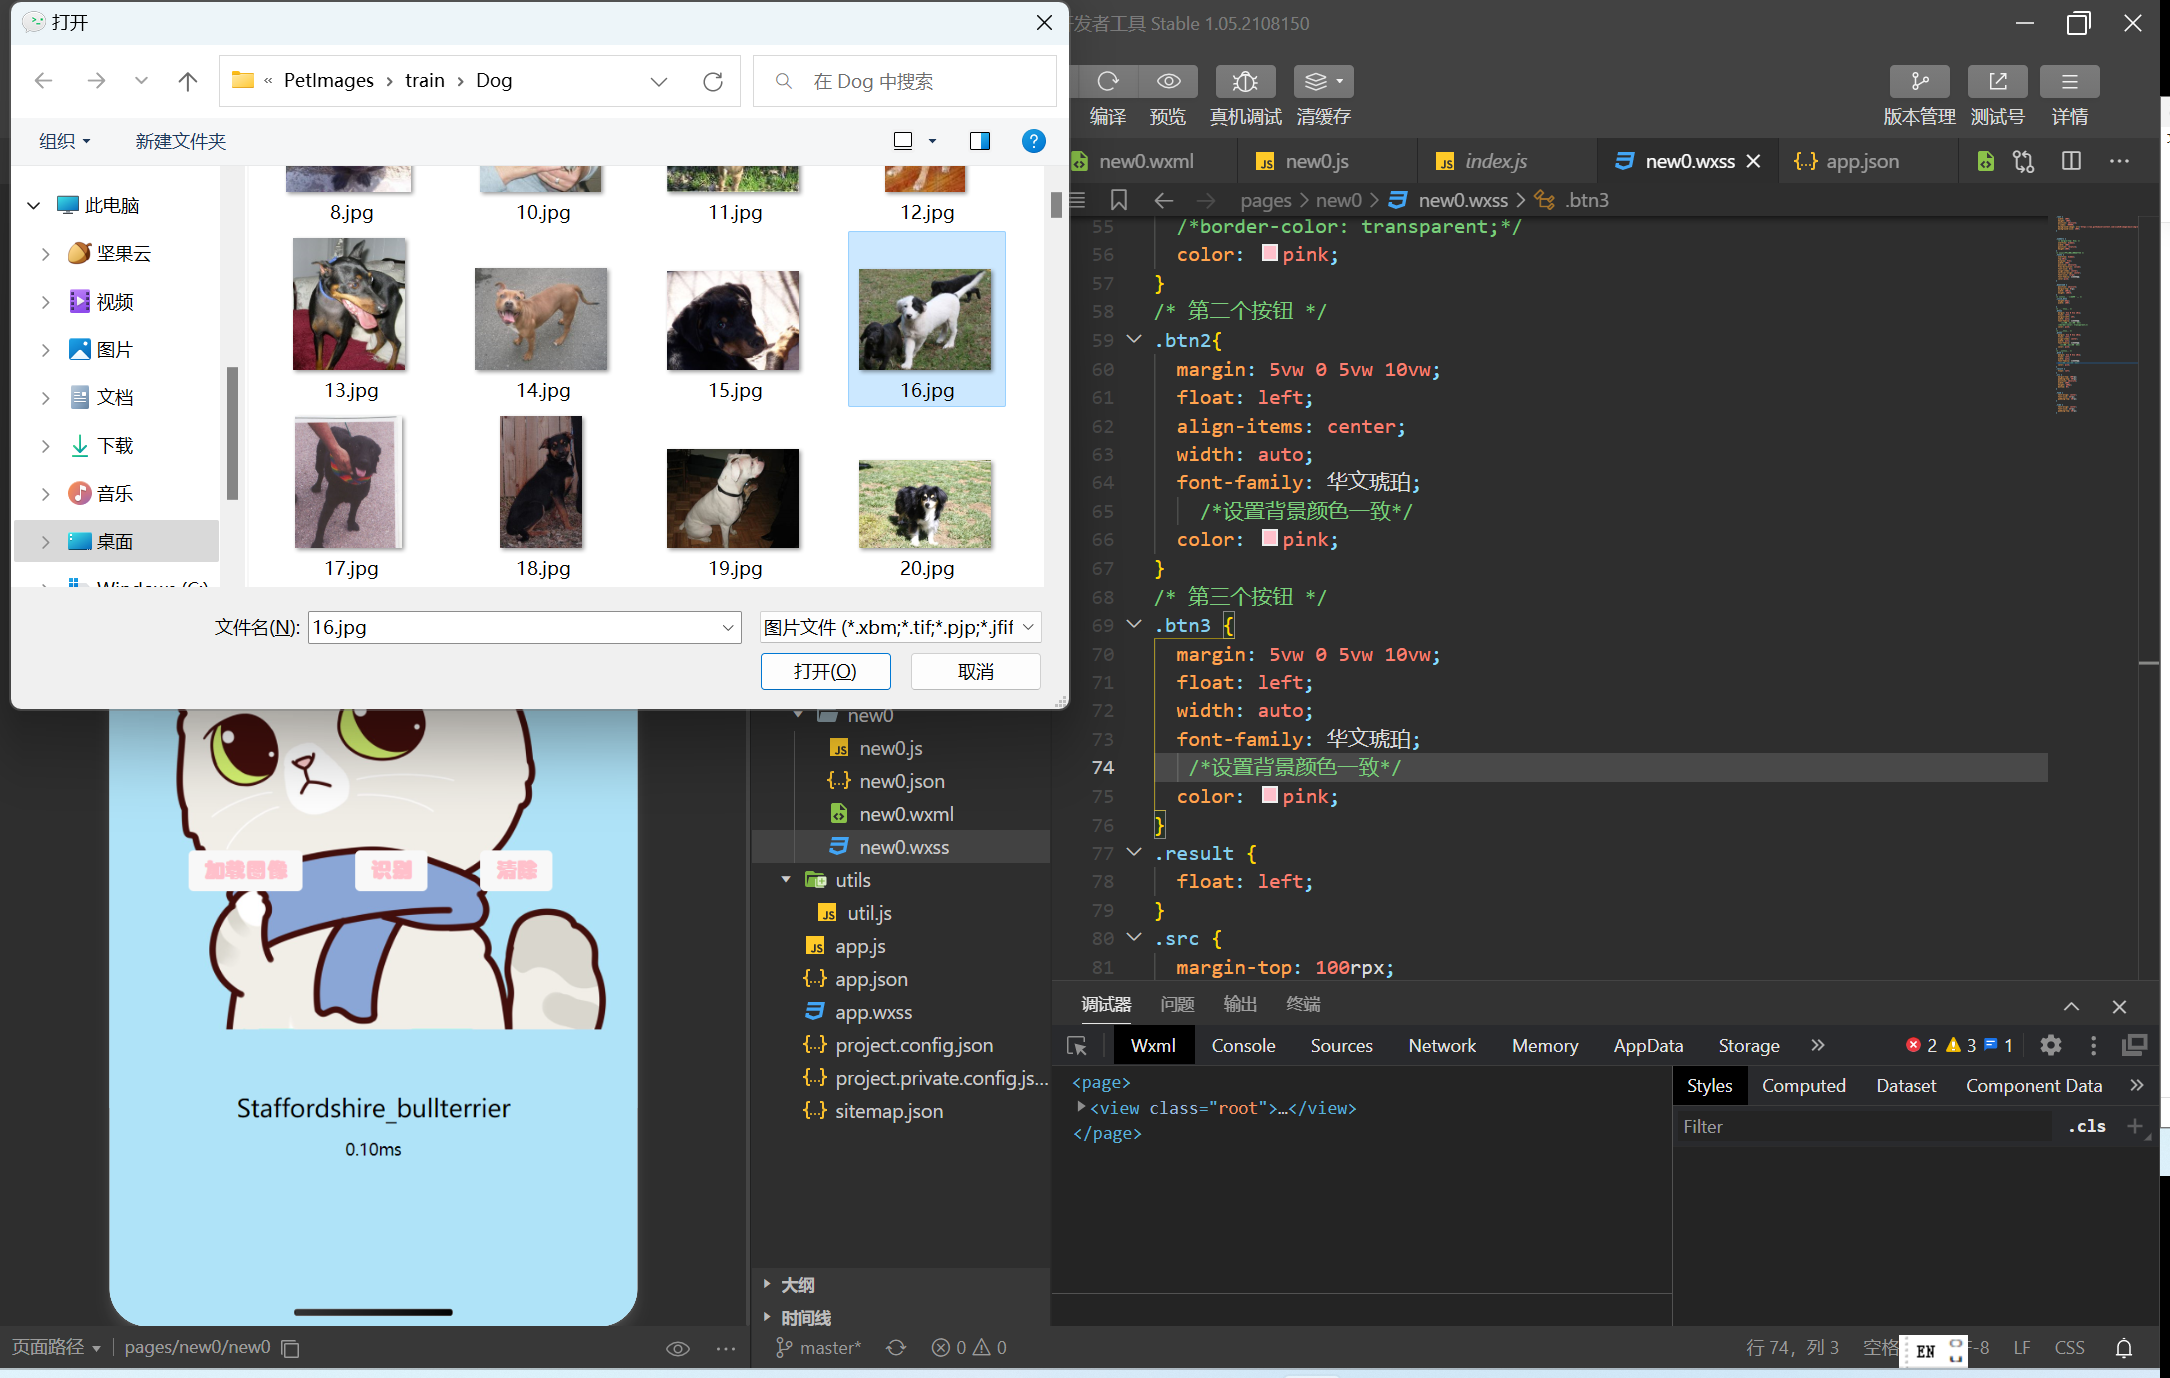 打开
开发者工具 Stable 1.05.2108150
« PetImages › train › Dog
在 Dog 中搜索
组织
新建文件夹
编译
预览
真机调试
清缓存
版本管理
测试号
详情
new0.wxml
new0.js
index.js
new0.wxss
app.json
pages > new0 > new0.wxss > .btn3
此电脑
坚果云
视频
图片
文档
下载
音乐
桌面
8.jpg
10.jpg
11.jpg
12.jpg
13.jpg
14.jpg
15.jpg
16.jpg
17.jpg
18.jpg
19.jpg
20.jpg
文件名(N):
16.jpg
图片文件 (*.xbm;*.tif;*.pjp;*.jfif
打开(O)
取消
55 /*border-color: transparent;*/
56 color: pink;
57 }
58 /* 第二个按钮 */
59 .btn2{
60 margin: 5vw 0 5vw 10vw;
61 float: left;
62 align-items: center;
63 width: auto;
64 font-family: 华文琥珀;
65 /*设置背景颜色一致*/
66 color: pink;
67 }
68 /* 第三个按钮 */
69 .btn3 {
70 margin: 5vw 0 5vw 10vw;
71 float: left;
72 width: auto;
73 font-family: 华文琥珀;
74 /*设置背景颜色一致*/
75 color: pink;
76 }
77 .result {
78 float: left;
79 }
80 .src {
81 margin-top: 100rpx;
加载图像
识别
清除
Staffordshire_bullterrier
0.10ms
new0
new0.js
new0.json
new0.wxml
new0.wxss
utils
util.js
app.js
app.json
app.wxss
project.config.json
project.private.config.js...
sitemap.json
大纲
时间线
调试器
问题
输出
终端
Wxml
Console
Sources
Network
Memory
AppData
Storage
2
3
1
<page>
<view class="root">…</view>
</page>
Styles
Computed
Dataset
Component Data
Filter
.cls
页面路径
pages/new0/new0
master*
0
0
行 74，列 3
空格
EN
-8
LF
CSS